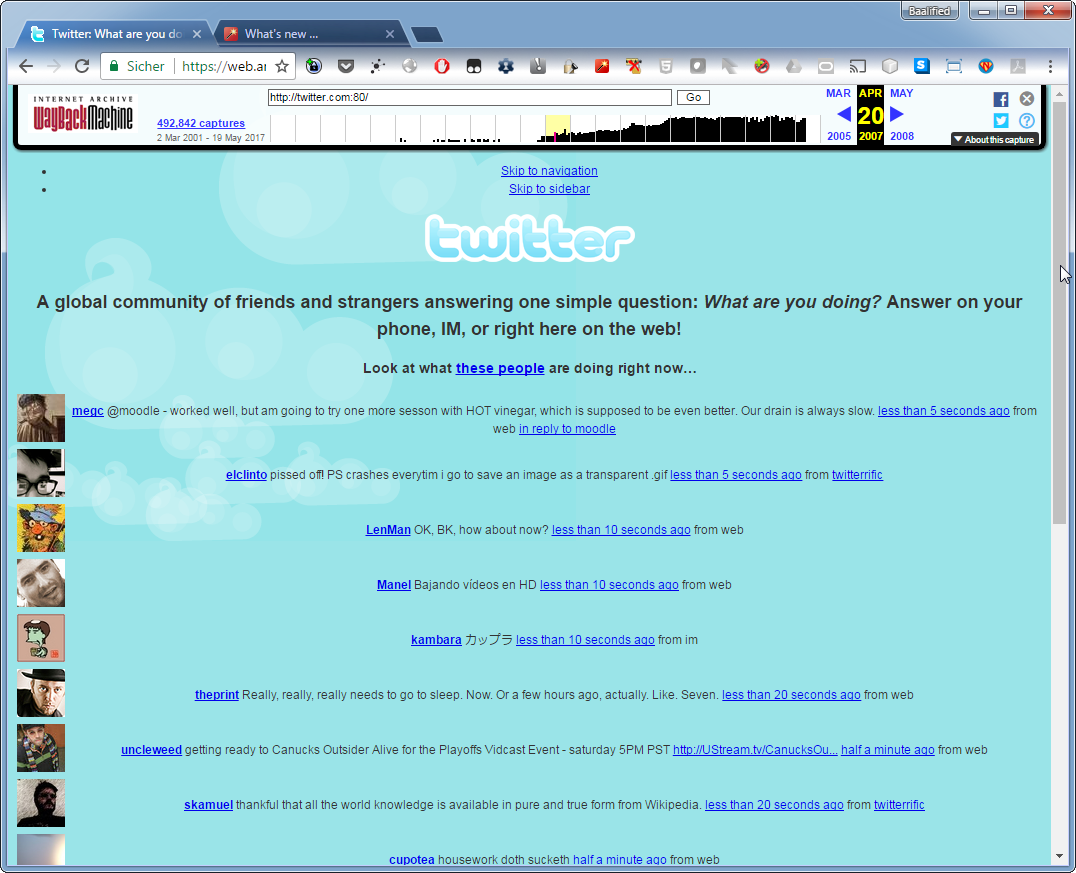 Baalified
Twitter: What are you do
What's new ...
Sicher https://web.ar
INTERNET ARCHIVE
WayBackMachine
http://twitter.com:80/ Go
492,842 captures
2 Mar 2001 - 19 May 2017
MAR APR MAY
20
2005 2007 2008
About this capture
Skip to navigation
Skip to sidebar
twitter
A global community of friends and strangers answering one simple question: What are you doing? Answer on your
phone, IM, or right here on the web!
Look at what these people are doing right now…
megc @moodle - worked well, but am going to try one more sesson with HOT vinegar, which is supposed to be even better. Our drain is always slow. less than 5 seconds ago from
web in reply to moodle
elclinto pissed off! PS crashes everytim i go to save an image as a transparent .gif less than 5 seconds ago from twitterrific
LenMan OK, BK, how about now? less than 10 seconds ago from web
Manel Bajando vídeos en HD less than 10 seconds ago from web
kambara カップラ less than 10 seconds ago from im
theprint Really, really, really needs to go to sleep. Now. Or a few hours ago, actually. Like. Seven. less than 20 seconds ago from web
uncleweed getting ready to Canucks Outsider Alive for the Playoffs Vidcast Event - saturday 5PM PST http://UStream.tv/CanucksOu... half a minute ago from web
skamuel thankful that all the world knowledge is available in pure and true form from Wikipedia. less than 20 seconds ago from twitterrific
cupotea housework doth sucketh half a minute ago from web